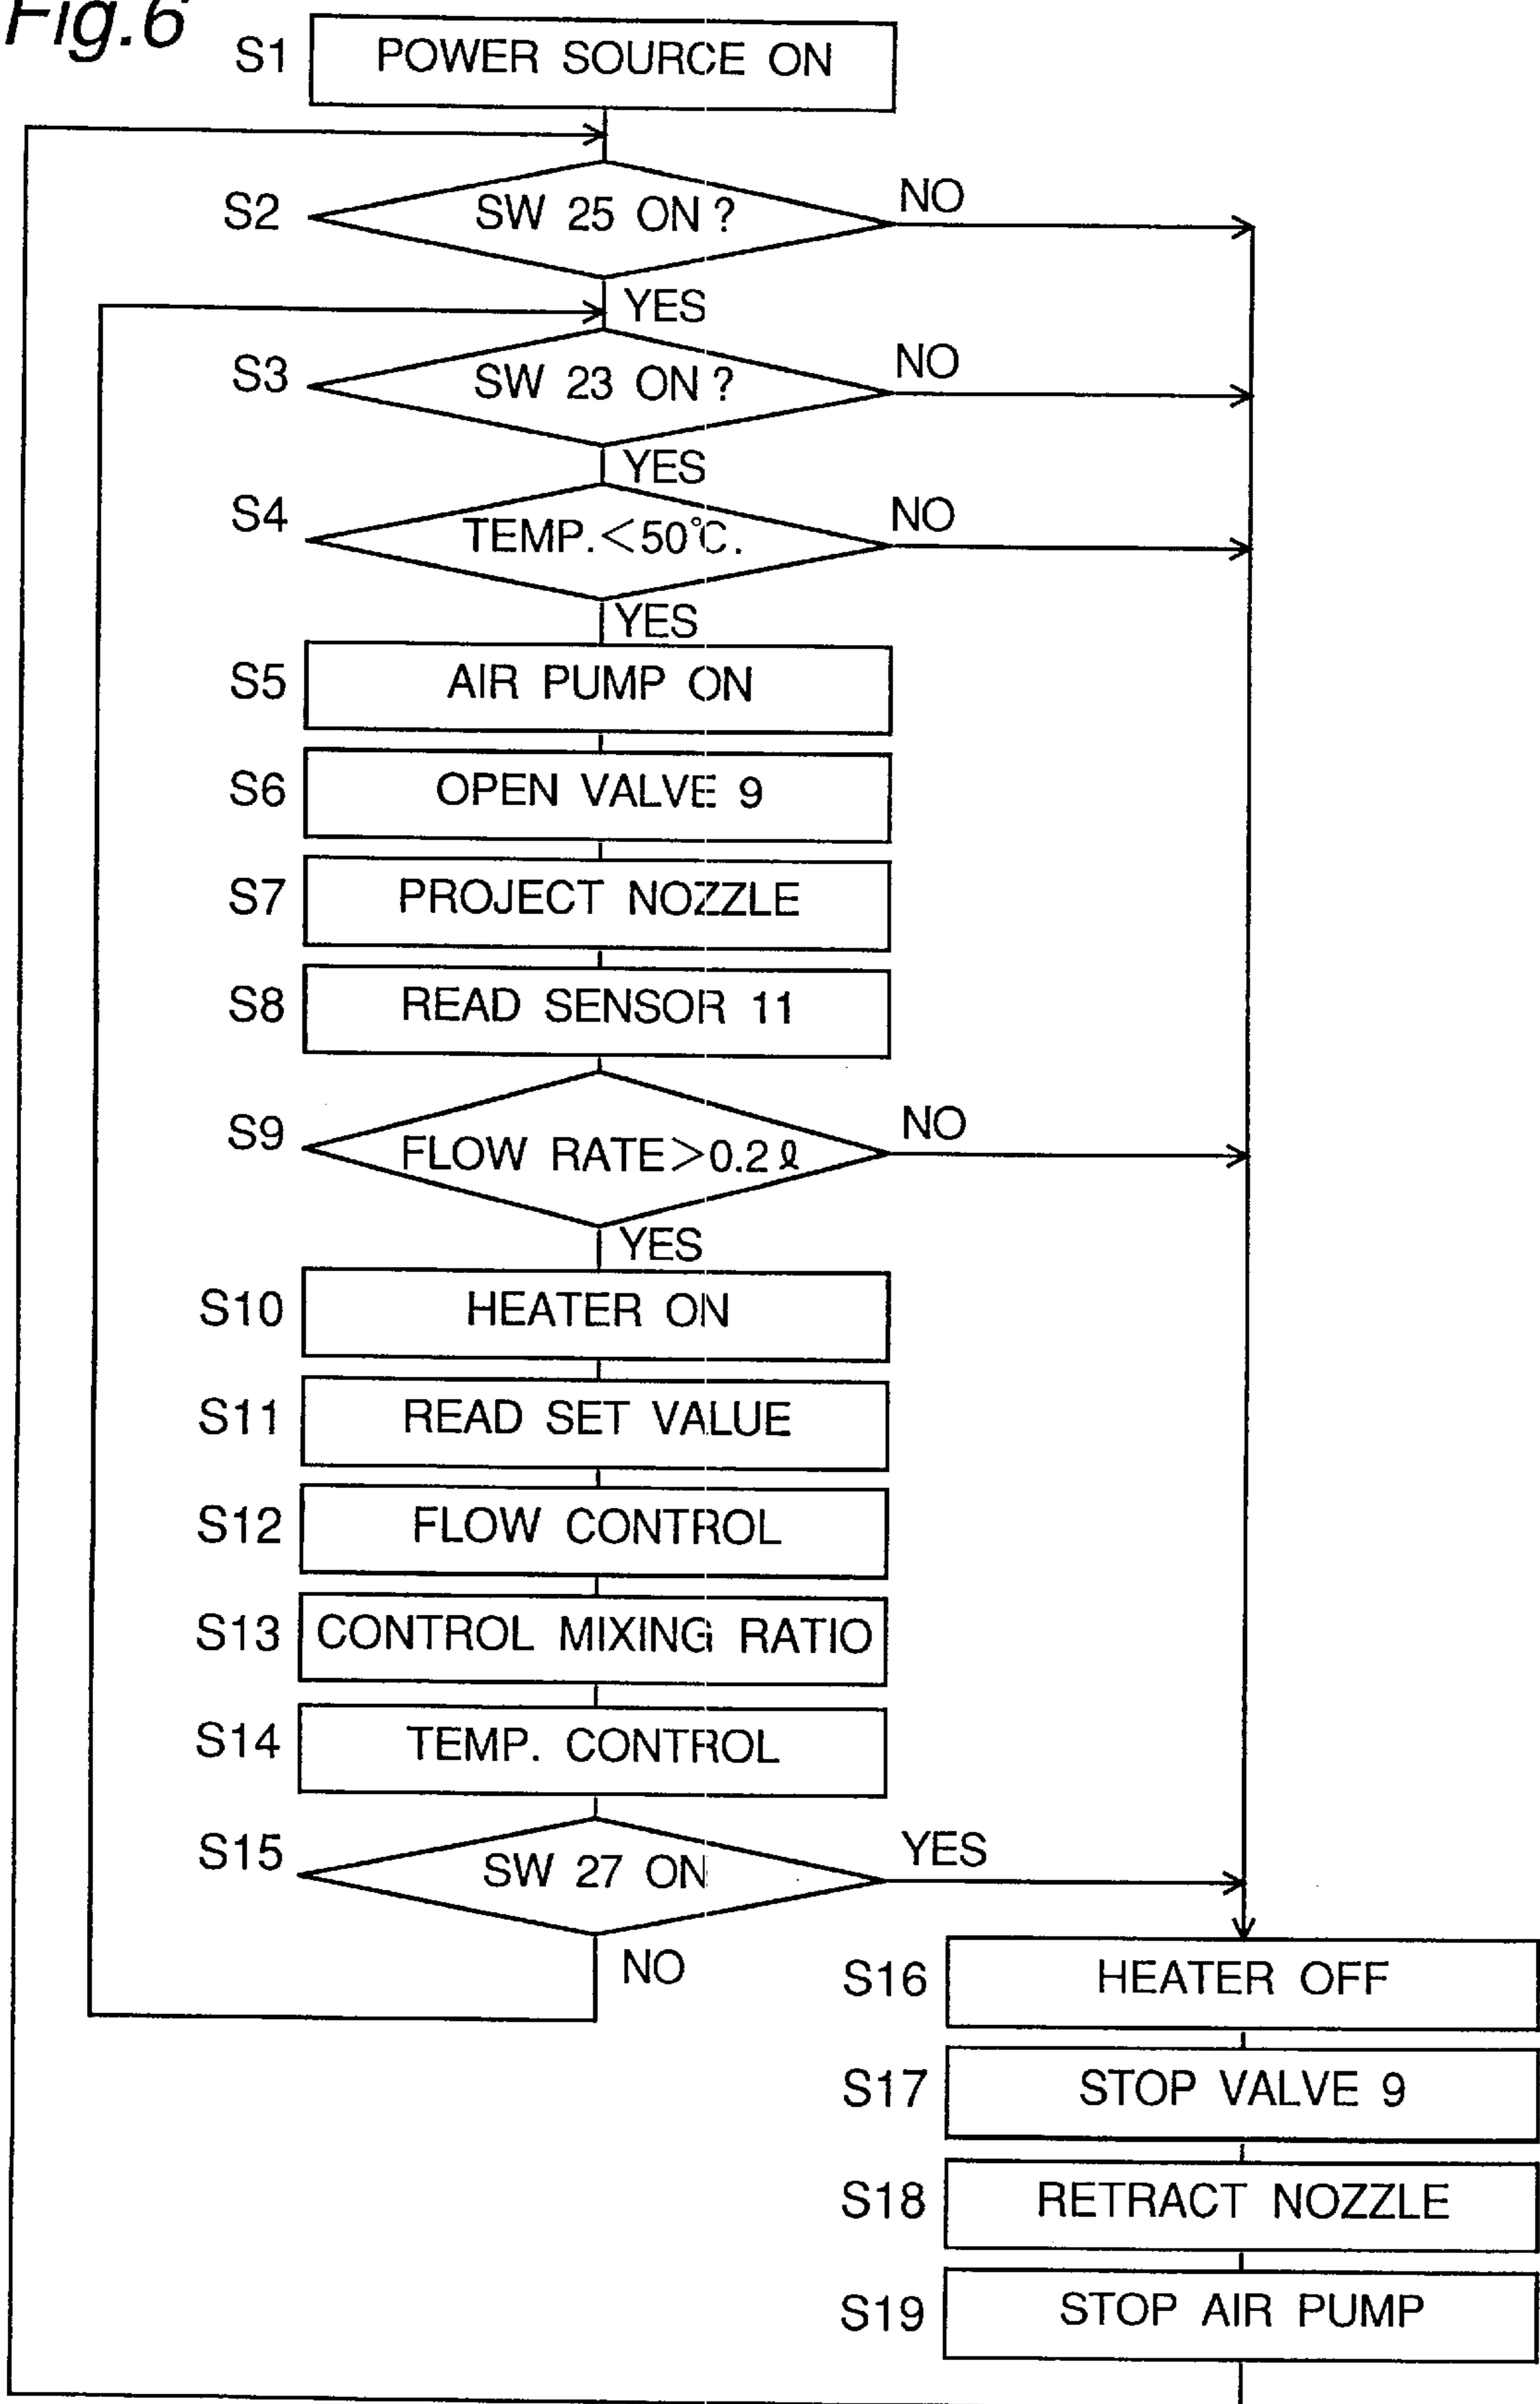 Fig.6
S1 POWER SOURCE ON
S2 SW 25 ON ? NO
YES
S3 SW 23 ON ? NO
YES
S4 TEMP.<50℃. NO
YES
S5 AIR PUMP ON
S6 OPEN VALVE 9
S7 PROJECT NOZZLE
S8 READ SENSOR 11
S9 FLOW RATE>0.2 ℓ NO
YES
S10 HEATER ON
S11 READ SET VALUE
S12 FLOW CONTROL
S13 CONTROL MIXING RATIO
S14 TEMP. CONTROL
S15 SW 27 ON YES
NO
S16 HEATER OFF
S17 STOP VALVE 9
S18 RETRACT NOZZLE
S19 STOP AIR PUMP